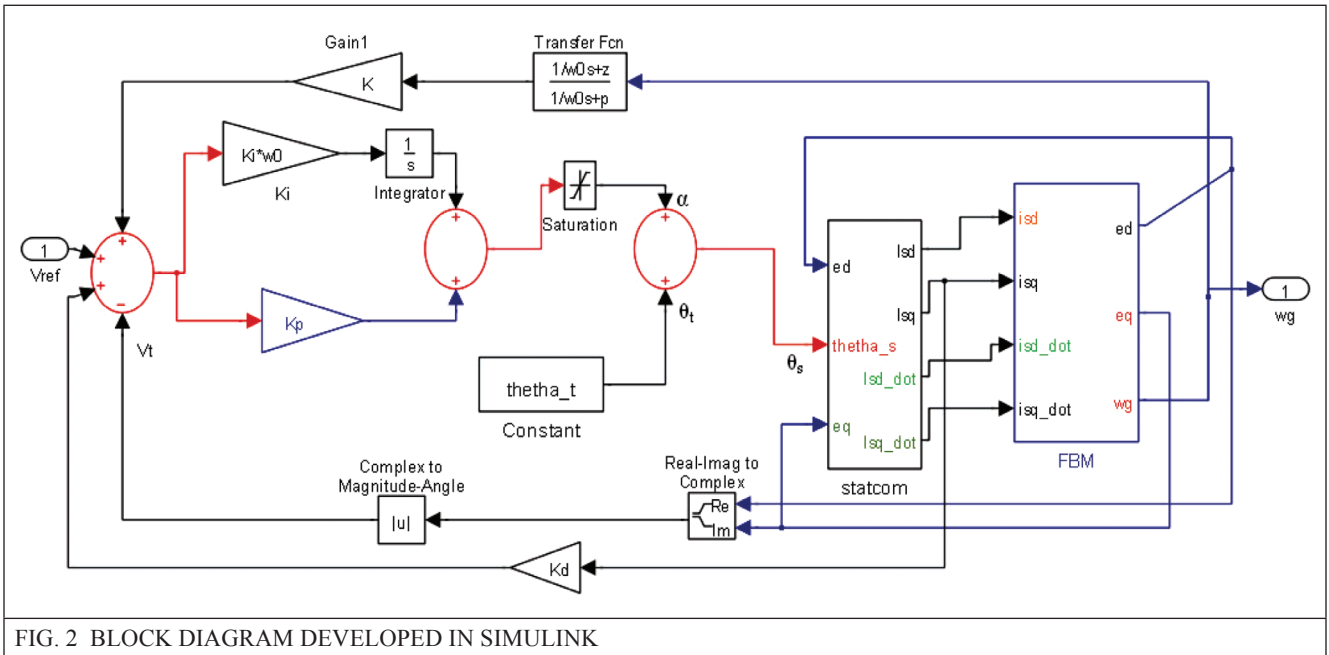 Gain1
K
Transfer Fcn
1/w0s+z
1/w0s+p
Ki*w0
Ki
1
s
Integrator
Saturation
α
1
Vref
+
+
+
−
Vt
Kp
+
+
+
+
θt
thetha_t
Constant
θs
ed
thetha_s
eq
Isd
Isq
Isd_dot
Isq_dot
statcom
isd
isq
isd_dot
isq_dot
ed
eq
wg
FBM
1
wg
Complex to
Magnitude-Angle
|u|
Real-Imag to
Complex
Re
Im
Kd
FIG. 2 BLOCK DIAGRAM DEVELOPED IN SIMULINK